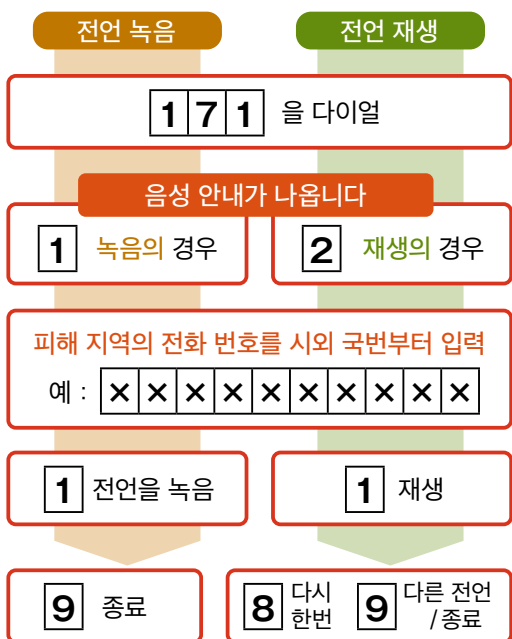 전언 녹음
전언 재생
1 7 1 을 다이얼
음성 안내가 나옵니다
1 녹음의 경우
2 재생의 경우
피해 지역의 전화 번호를 시외 국번부터 입력
예 : × × × × × × × × × ×
1 전언을 녹음
1 재생
9 종료
8 다시
한번
9 다른 전언
/ 종료